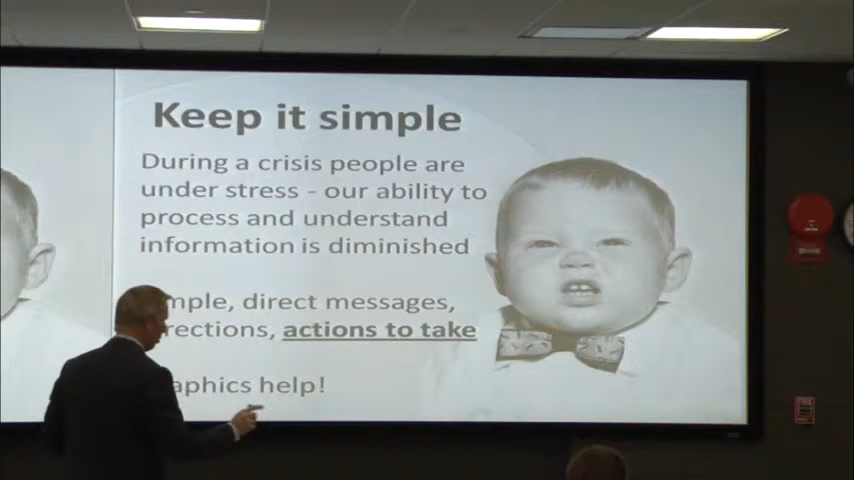 Keep it simple
During a crisis people are
under stress - our ability to
process and understand
information is diminished
mple, direct messages,
rections, actions to take
aphics help!